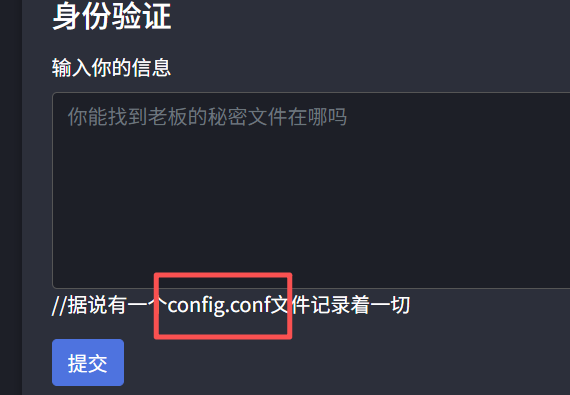 身份验证
输入你的信息
你能找到老板的秘密文件在哪吗
//据说有一个config.conf文件记录着一切
提交